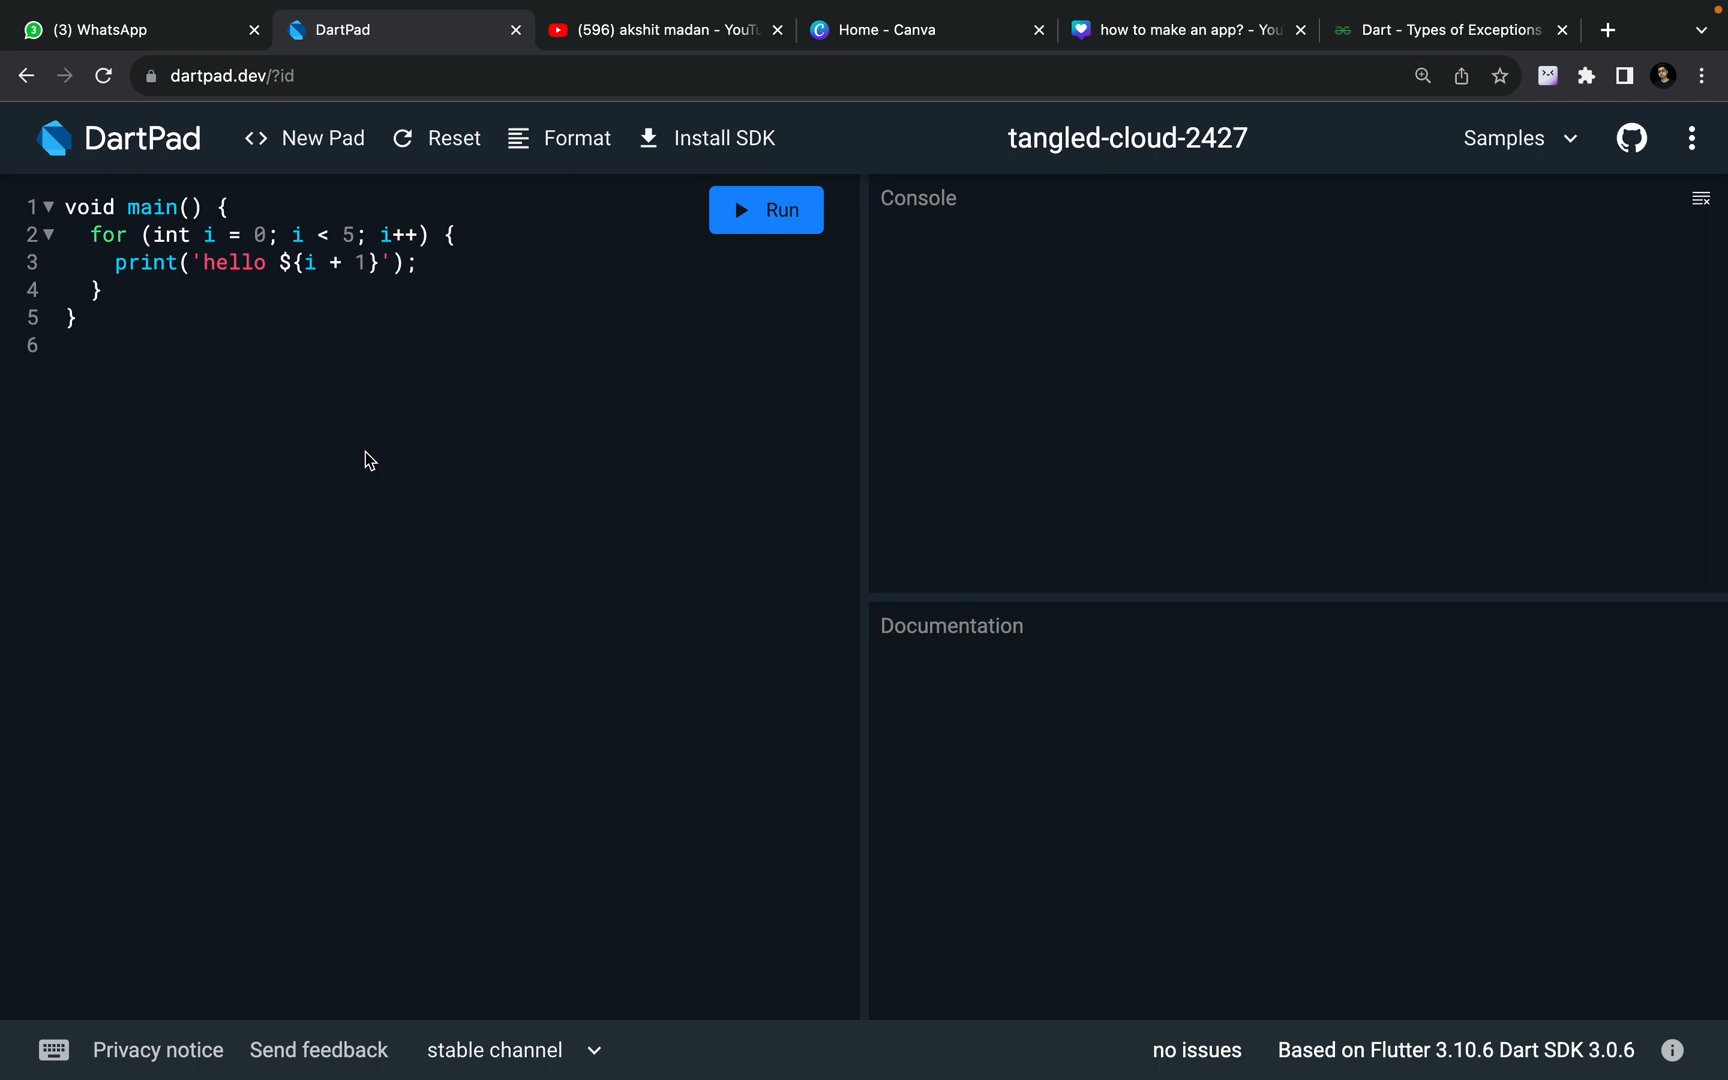 (3) WhatsApp
DartPad
(596) akshit madan - YouTu
Home - Canva
how to make an app? - You
Dart - Types of Exceptions
dartpad.dev/?id
DartPad
<> New Pad
Reset
Format
Install SDK
tangled-cloud-2427
Samples
Run
Console
1 void main() {
2 for (int i = 0; i < 5; i++) {
3 print('hello ${i + 1}');
4 }
5 }
6
Documentation
Privacy notice
Send feedback
stable channel
no issues
Based on Flutter 3.10.6 Dart SDK 3.0.6